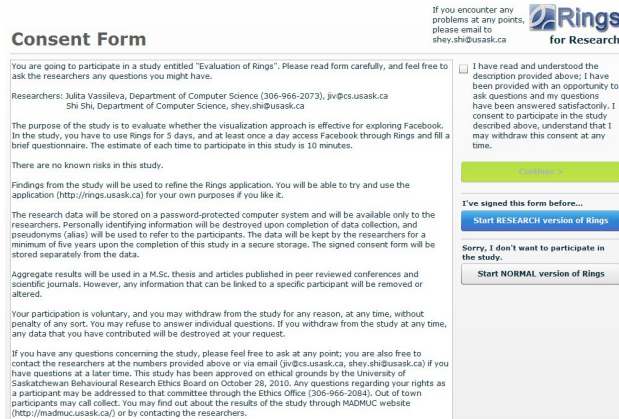 If you encounter any
problems at any points,
please email to
shey.shi@usask.ca
Rings
for Research
Consent Form
You are going to participate in a study entitled "Evaluation of Rings". Please read form carefully, and feel free to
ask the researchers any questions you might have.
Researchers: Julita Vassileva, Department of Computer Science (306-966-2073), jiv@cs.usask.ca
Shi Shi, Department of Computer Science, shey.shi@usask.ca
The purpose of the study is to evaluate whether the visualization approach is effective for exploring Facebook.
In the study, you have to use Rings for 5 days, and at least once a day access Facebook through Rings and fill a
brief questionnaire. The estimate of each time to participate in this study is 10 minutes.
There are no known risks in this study.
Findings from the study will be used to refine the Rings application. You will be able to try and use the
application (http://rings.usask.ca) for your own purposes if you like it.
The research data will be stored on a password-protected computer system and will be available only to the
researchers. Personally identifying information will be destroyed upon completion of data collection, and
pseudonyms (alias) will be used to refer to the participants. The data will be kept by the researchers for a
minimum of five years upon the completion of this study in a secure storage. The signed consent form will be
stored separately from the data.
Aggregate results will be used in a M.Sc. thesis and articles published in peer reviewed conferences and
scientific journals. However, any information that can be linked to a specific participant will be removed or
altered.
Your participation is voluntary, and you may withdraw from the study for any reason, at any time, without
penalty of any sort. You may refuse to answer individual questions. If you withdraw from the study at any time,
any data that you have contributed will be destroyed at your request.
If you have any questions concerning the study, please feel free to ask at any point; you are also free to
contact the researchers at the numbers provided above or via email (jiv@cs.usask.ca, shey.shi@usask.ca) if you
have questions at a later time. This study has been approved on ethical grounds by the University of
Saskatchewan Behavioural Research Ethics Board on October 28, 2010. Any questions regarding your rights as
a participant may be addressed to that committee through the Ethics Office (306-966-2084). Out of town
participants may call collect. You may find out about the results of the study through MADMUC website
(http://madmuc.usask.ca/) or by contacting the researchers.
I have read and understood the
description provided above; I have
been provided with an opportunity to
ask questions and my questions
have been answered satisfactorily. I
consent to participate in the study
described above, understand that I
may withdraw this consent at any
time.
Continue >
I've signed this form before...
Start RESEARCH version of Rings
Sorry, I don't want to participate in
the study.
Start NORMAL version of Rings